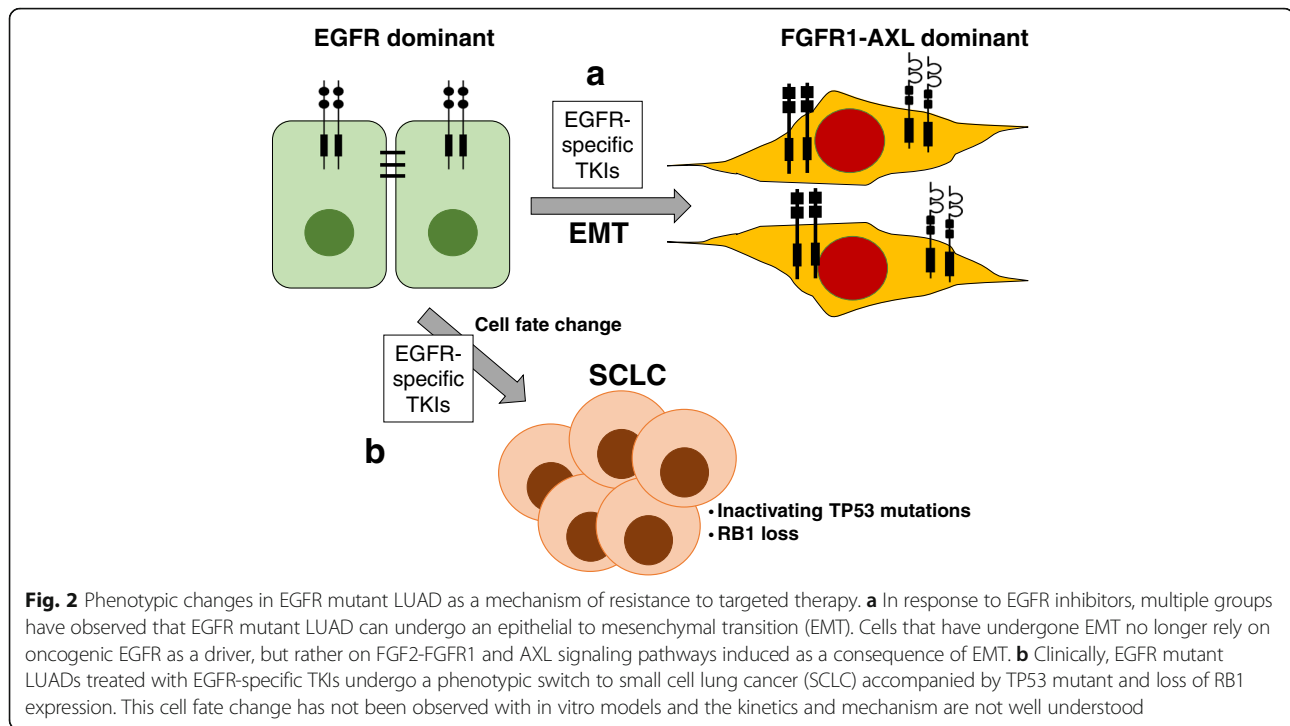 EGFR dominant
FGFR1-AXL dominant
a
EGFR-
specific
TKIs
EMT
Cell fate change
EGFR-
specific
TKIs
b
SCLC
• Inactivating TP53 mutations
• RB1 loss
Fig. 2 Phenotypic changes in EGFR mutant LUAD as a mechanism of resistance to targeted therapy. a In response to EGFR inhibitors, multiple groups
have observed that EGFR mutant LUAD can undergo an epithelial to mesenchymal transition (EMT). Cells that have undergone EMT no longer rely on
oncogenic EGFR as a driver, but rather on FGF2-FGFR1 and AXL signaling pathways induced as a consequence of EMT. b Clinically, EGFR mutant
LUADs treated with EGFR-specific TKIs undergo a phenotypic switch to small cell lung cancer (SCLC) accompanied by TP53 mutant and loss of RB1
expression. This cell fate change has not been observed with in vitro models and the kinetics and mechanism are not well understood